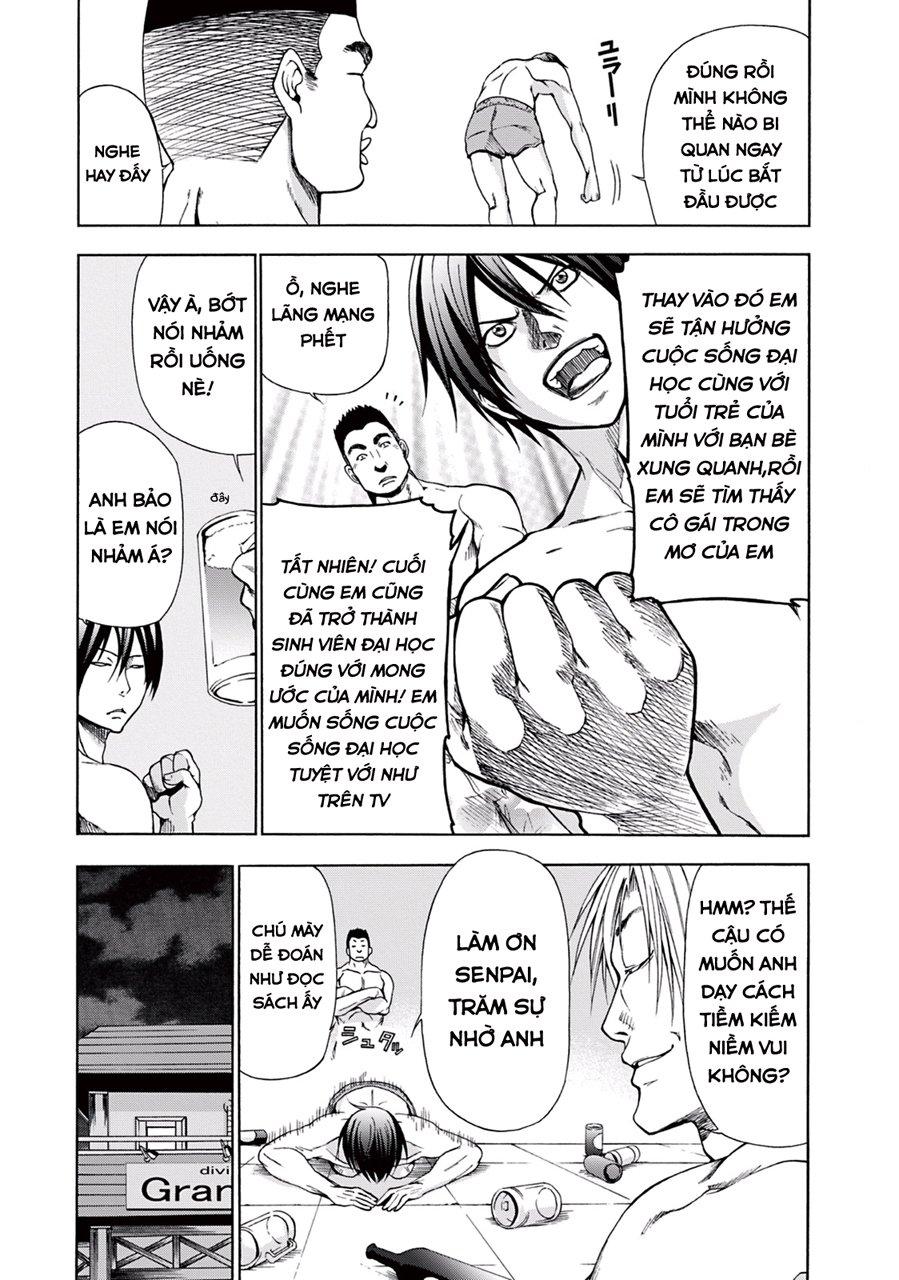 ĐÚNG RỒI
MÌNH KHÔNG
THỂ NÀO BI
QUAN NGAY
TỪ LÚC BẮT
ĐẦU ĐƯỢC
ユラーリ
NGHE
HAY ĐẤY
THAY VÀO ĐÓ EM
SẼ TẬN HƯỞNG
CUỘC SỐNG ĐẠI
HỌC CÙNG VỚI
TUỔI TRẺ CỦA
MÌNH VỚI BẠN BÈ
XUNG QUANH,RỒI
EM SẼ TÌM THẤY
CÔ GÁI TRONG
MƠ CỦA EM
Ồ, NGHE
LÃNG MẠNG
PHẾT
TẤT NHIÊN! CUỐI
CÙNG EM CŨNG
ĐÃ TRỞ THÀNH
SINH VIÊN ĐẠI HỌC
ĐÚNG VỚI MONG
ƯỚC CỦA MÌNH! EM
MUỐN SỐNG CUỘC
SỐNG ĐẠI HỌC
TUYỆT VỜI NHƯ
TRÊN TV
VẬY À, BỚT
NÓI NHẢM
RỒI UỐNG
NÈ!
đây
ANH BẢO
LÀ EM NÓI
NHẢM Á?
HMM? THẾ
CẬU CÓ
MUỐN ANH
DẠY CÁCH
TIỀM KIẾM
NIỀM VUI
KHÔNG?
LÀM ƠN
SENPAI,
TRĂM SỰ
NHỜ ANH
CHÚ MÀY
DỄ ĐOÁN
NHƯ ĐỌC
SÁCH ẤY
シュタッ
divi
Gran